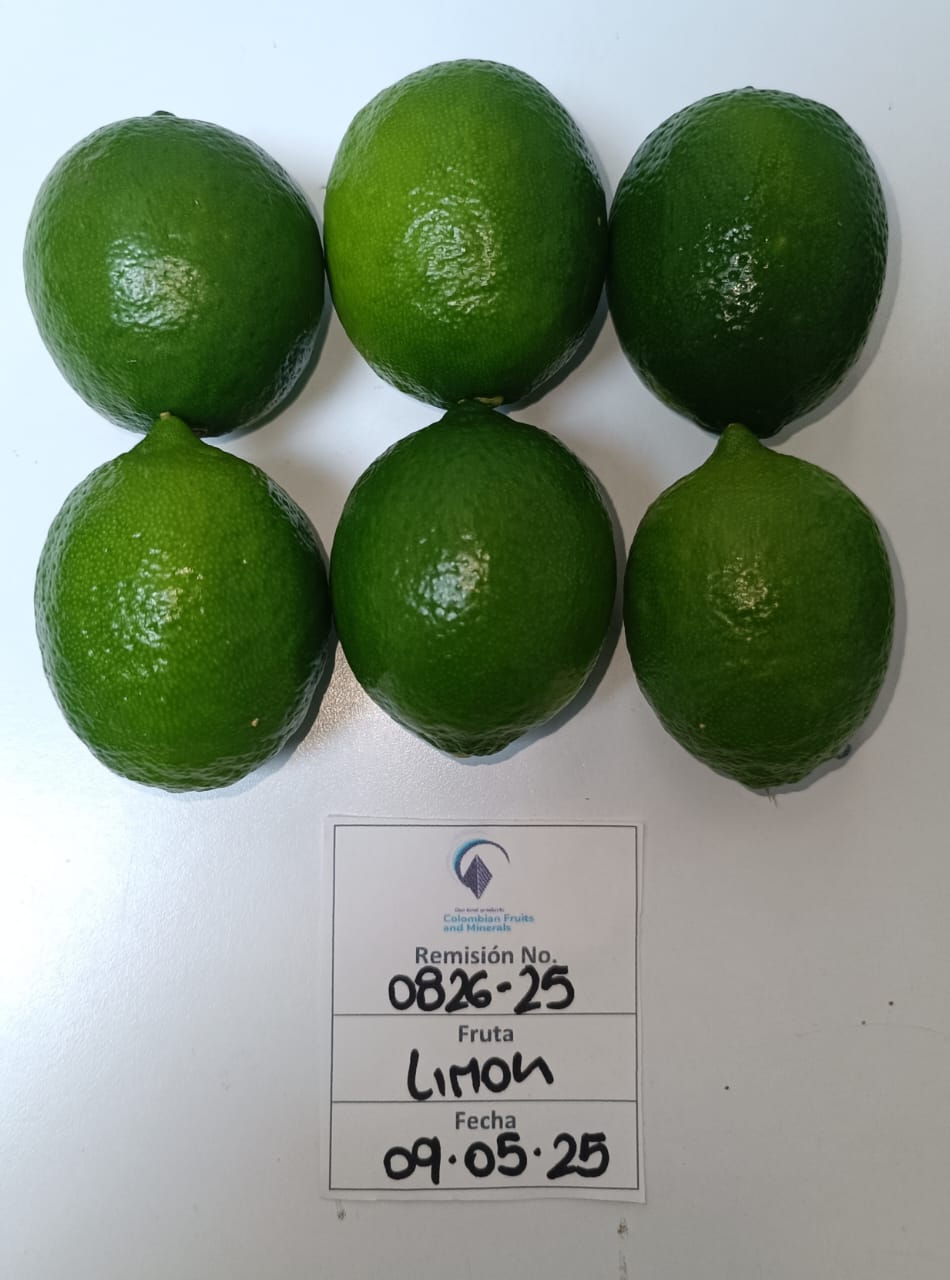 Colombian Fruits
and Minerals
Remisión No.
0826-25
Fruta
LIMON
Fecha
09.05.25